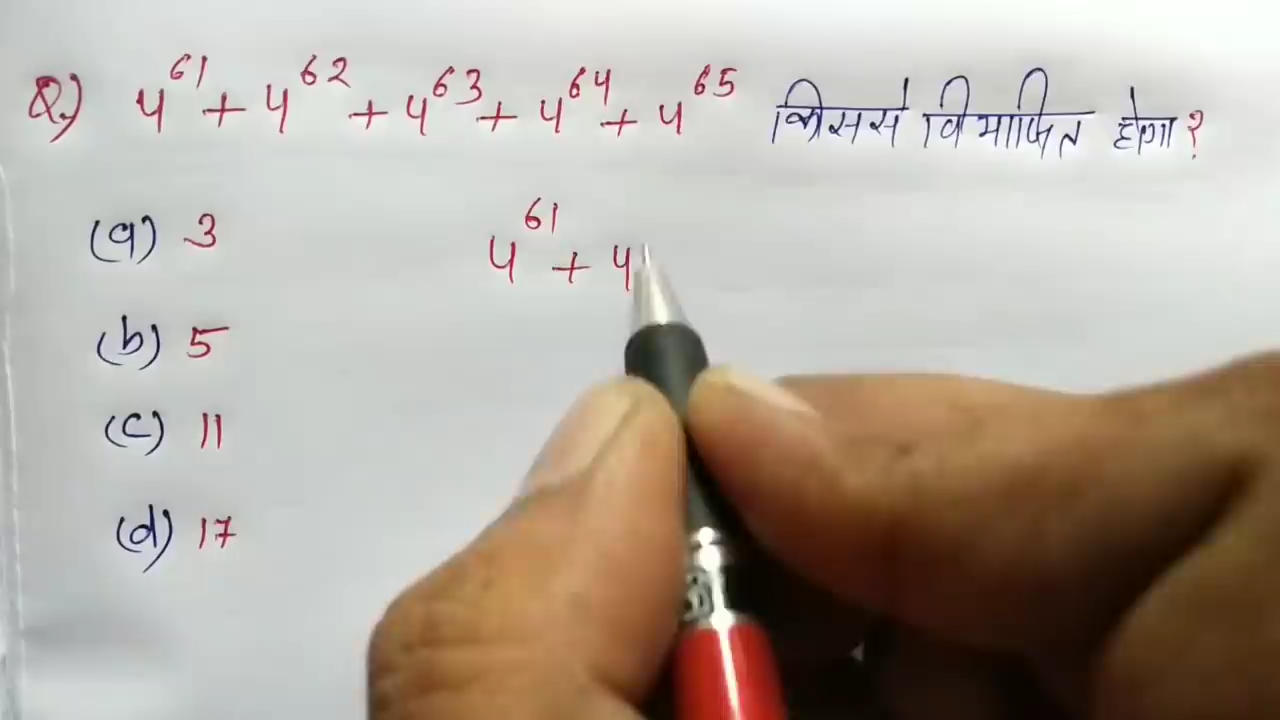 Q.) 4^61 + 4^62 + 4^63 + 4^64 + 4^65 किससे विभाजित होगा?
(a) 3
4^61 + 4
(b) 5
(c) 11
(d) 17